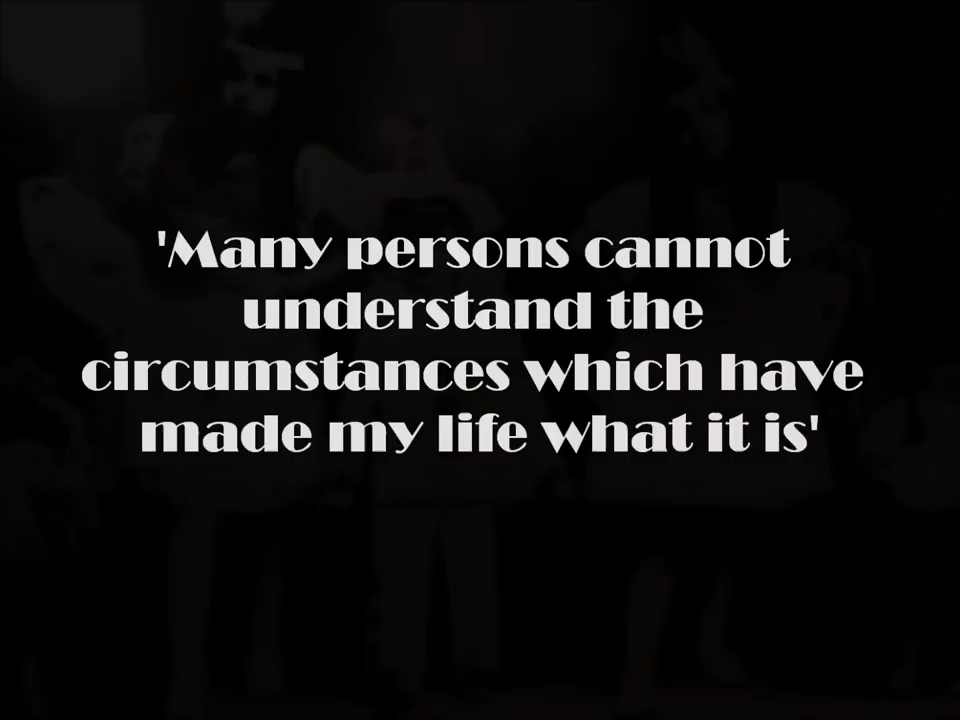 'Many persons cannot
understand the
circumstances which have
made my life what it is'